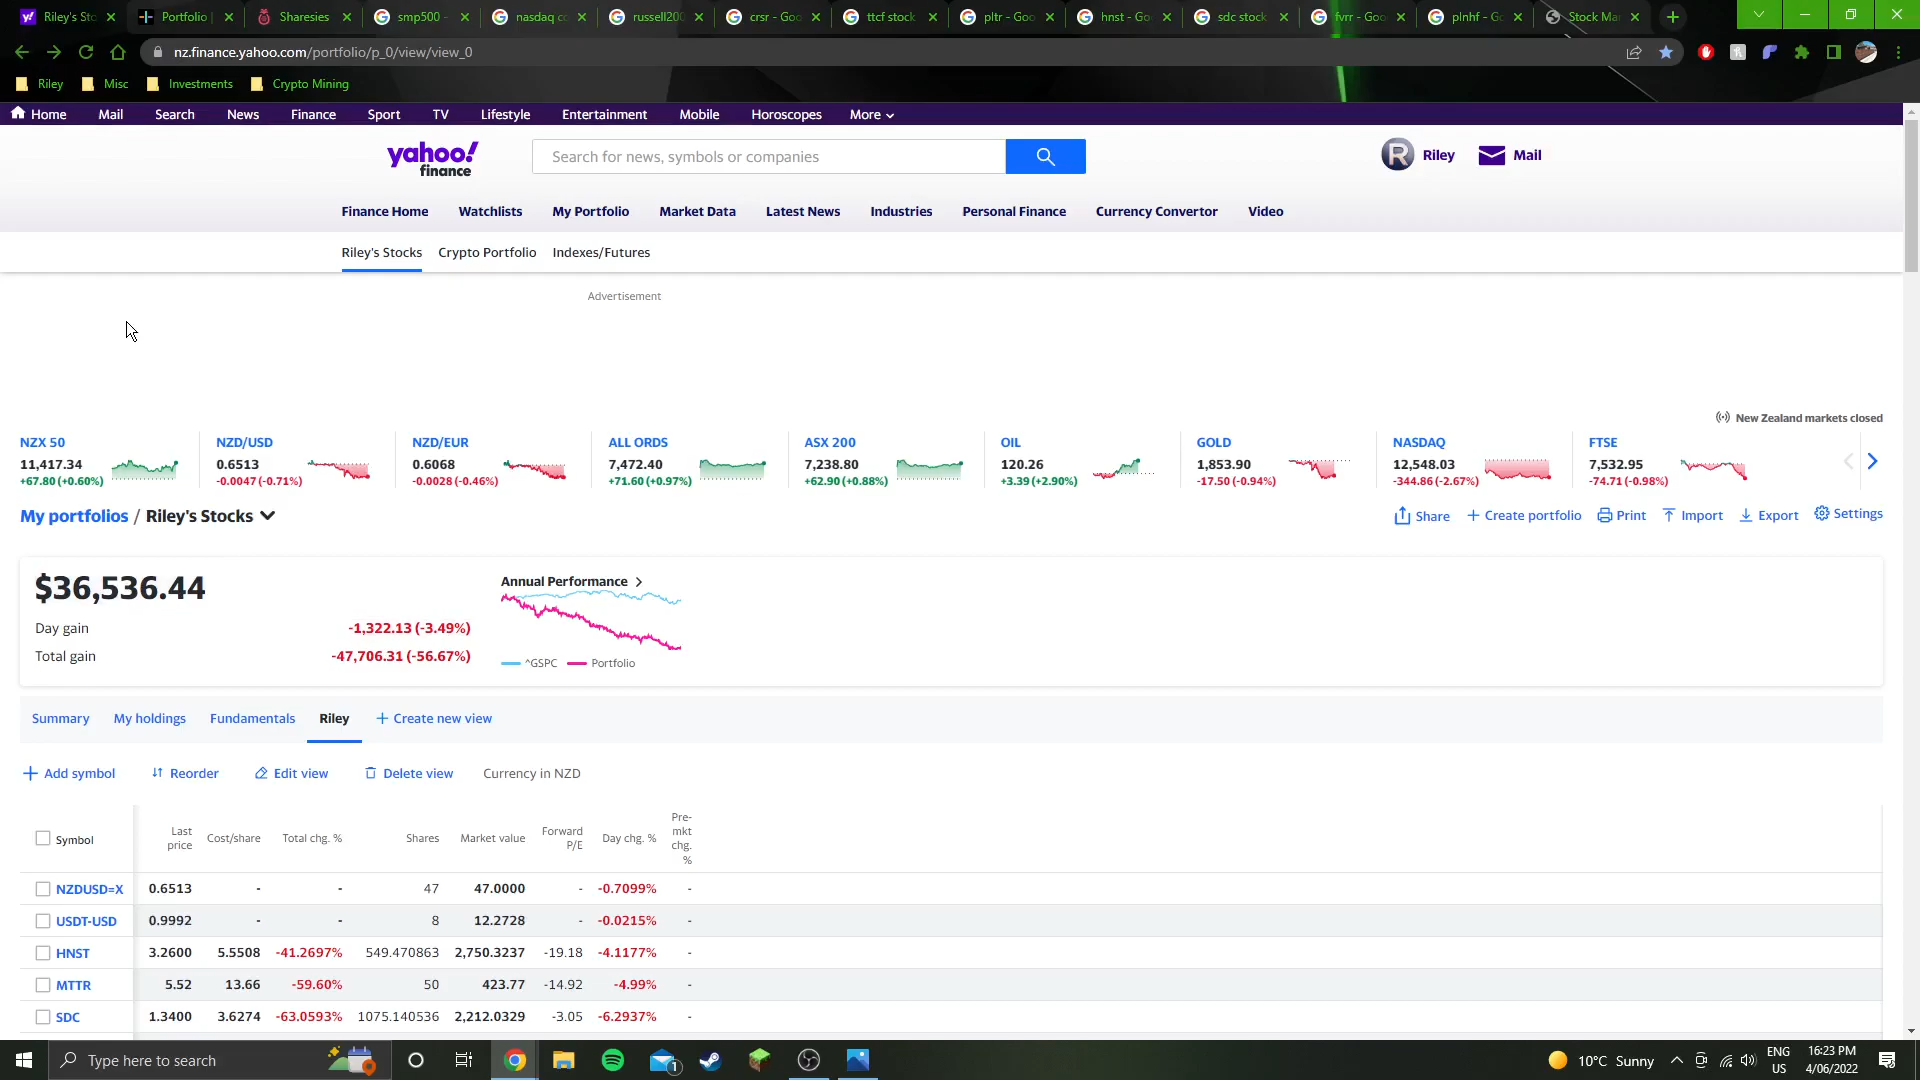 Riley's Sto
Portfolio |
Sharesies
smp500 -
nasdaq co
russell200
crsr - Goo
ttcf stock
pltr - Goo
hnst - Go
sdc stock
fvrr - Goo
plnhf - Go
Stock Mar
nz.finance.yahoo.com/portfolio/p_0/view/view_0
Riley Misc Investments Crypto Mining
Home Mail Search News Finance Sport TV Lifestyle Entertainment Mobile Horoscopes More
yahoo!
finance
Search for news, symbols or companies
R Riley Mail
Finance Home Watchlists My Portfolio Market Data Latest News Industries Personal Finance Currency Convertor Video
Riley's Stocks Crypto Portfolio Indexes/Futures
Advertisement
New Zealand markets closed
NZX 50 NZD/USD NZD/EUR ALL ORDS ASX 200 OIL GOLD NASDAQ FTSE
11,417.34 0.6513 0.6068 7,472.40 7,238.80 120.26 1,853.90 12,548.03 7,532.95
+67.80 (+0.60%) -0.0047 (-0.71%) -0.0028 (-0.46%) +71.60 (+0.97%) +62.90 (+0.88%) +3.39 (+2.90%) -17.50 (-0.94%) -344.86 (-2.67%) -74.71 (-0.98%)
My portfolios / Riley's Stocks
Share + Create portfolio Print Import Export Settings
$36,536.44
Day gain -1,322.13 (-3.49%)
Total gain -47,706.31 (-56.67%)
Annual Performance
^GSPC Portfolio
Summary My holdings Fundamentals Riley + Create new view
+ Add symbol Reorder Edit view Delete view Currency in NZD
Symbol Last price Cost/share Total chg. % Shares Market value Forward P/E Day chg. % Pre-mkt chg. %
NZDUSD=X 0.6513 - - 47 47.0000 - -0.7099% -
USDT-USD 0.9992 - - 8 12.2728 - -0.0215% -
HNST 3.2600 5.5508 -41.2697% 549.470863 2,750.3237 -19.18 -4.1177% -
MTTR 5.52 13.66 -59.60% 50 423.77 -14.92 -4.99% -
SDC 1.3400 3.6274 -63.0593% 1075.140536 2,212.0329 -3.05 -6.2937% -
Type here to search
1
10°C Sunny
ENG
US
16:23 PM
4/06/2022